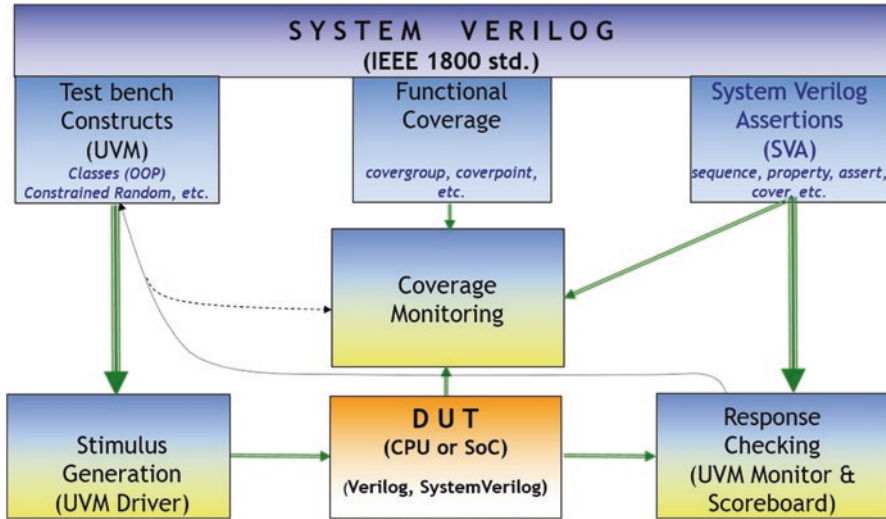 SYSTEM VERILOG
(IEEE 1800 std.)
Test bench
Constructs
(UVM)
Classes (OOP)
Constrained Random, etc.
Functional
Coverage
covergroup, coverpoint,
etc.
System Verilog
Assertions
(SVA)
sequence, property, assert,
cover, etc.
Coverage
Monitoring
Stimulus
Generation
(UVM Driver)
DUT
(CPU or SoC)
(Verilog, SystemVerilog)
Response
Checking
(UVM Monitor &
Scoreboard)